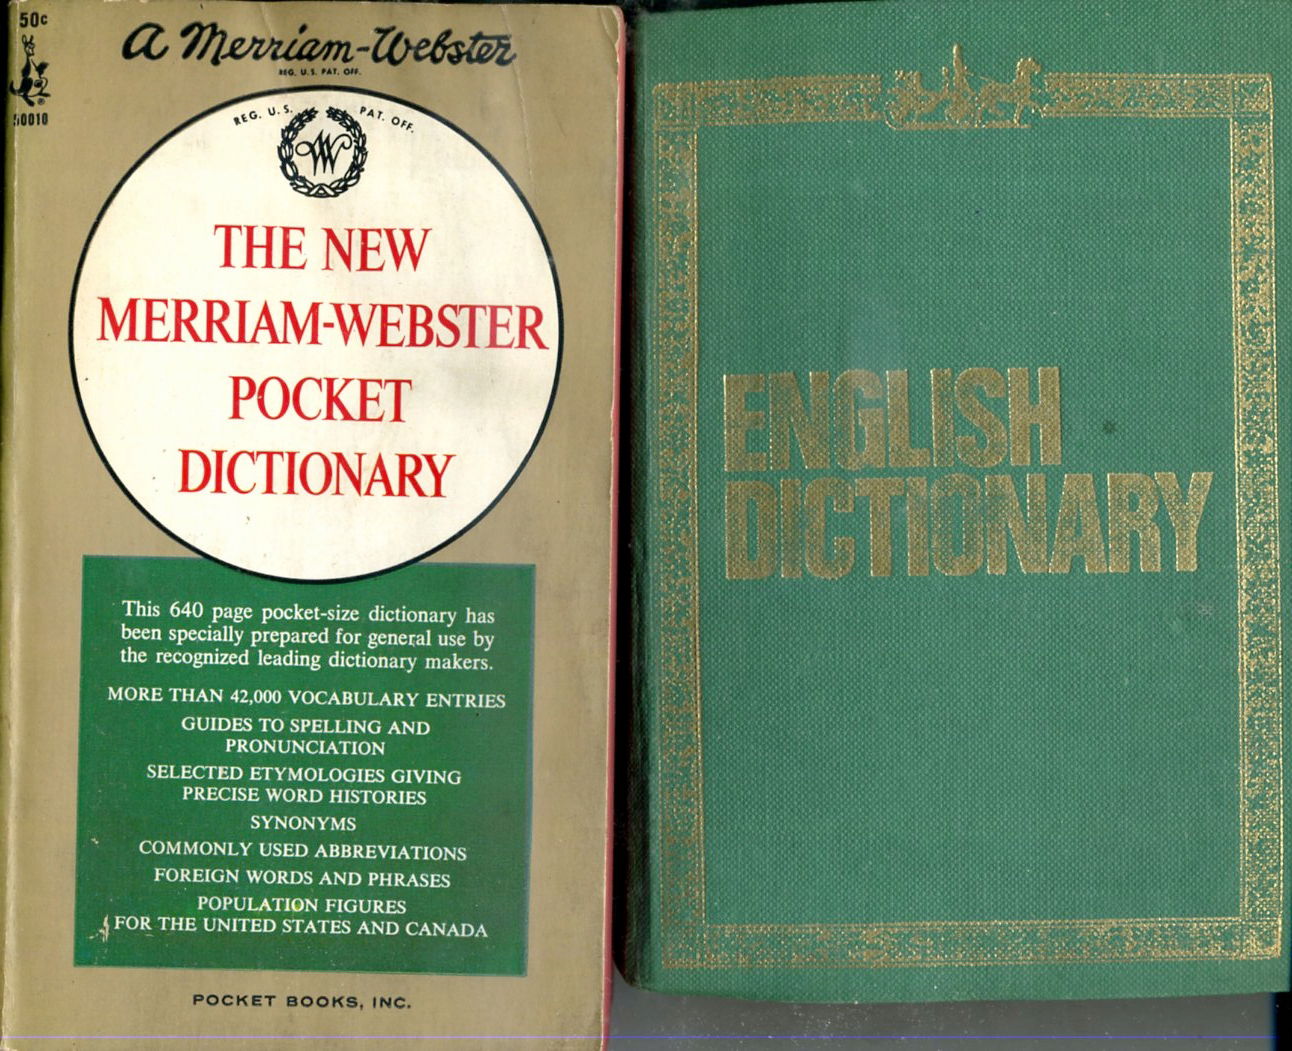 50c
A Merriam-Webster
REG. U.S. PAT. OFF.
50010
REG. U.S. PAT. OFF.
W
THE NEW
MERRIAM-WEBSTER
POCKET
DICTIONARY
This 640 page pocket-size dictionary has
been specially prepared for general use by
the recognized leading dictionary makers.
MORE THAN 42,000 VOCABULARY ENTRIES
GUIDES TO SPELLING AND
PRONUNCIATION
SELECTED ETYMOLOGIES GIVING
PRECISE WORD HISTORIES
SYNONYMS
COMMONLY USED ABBREVIATIONS
FOREIGN WORDS AND PHRASES
POPULATION FIGURES
FOR THE UNITED STATES AND CANADA
POCKET BOOKS, INC.
ENGLISH
DICTIONARY